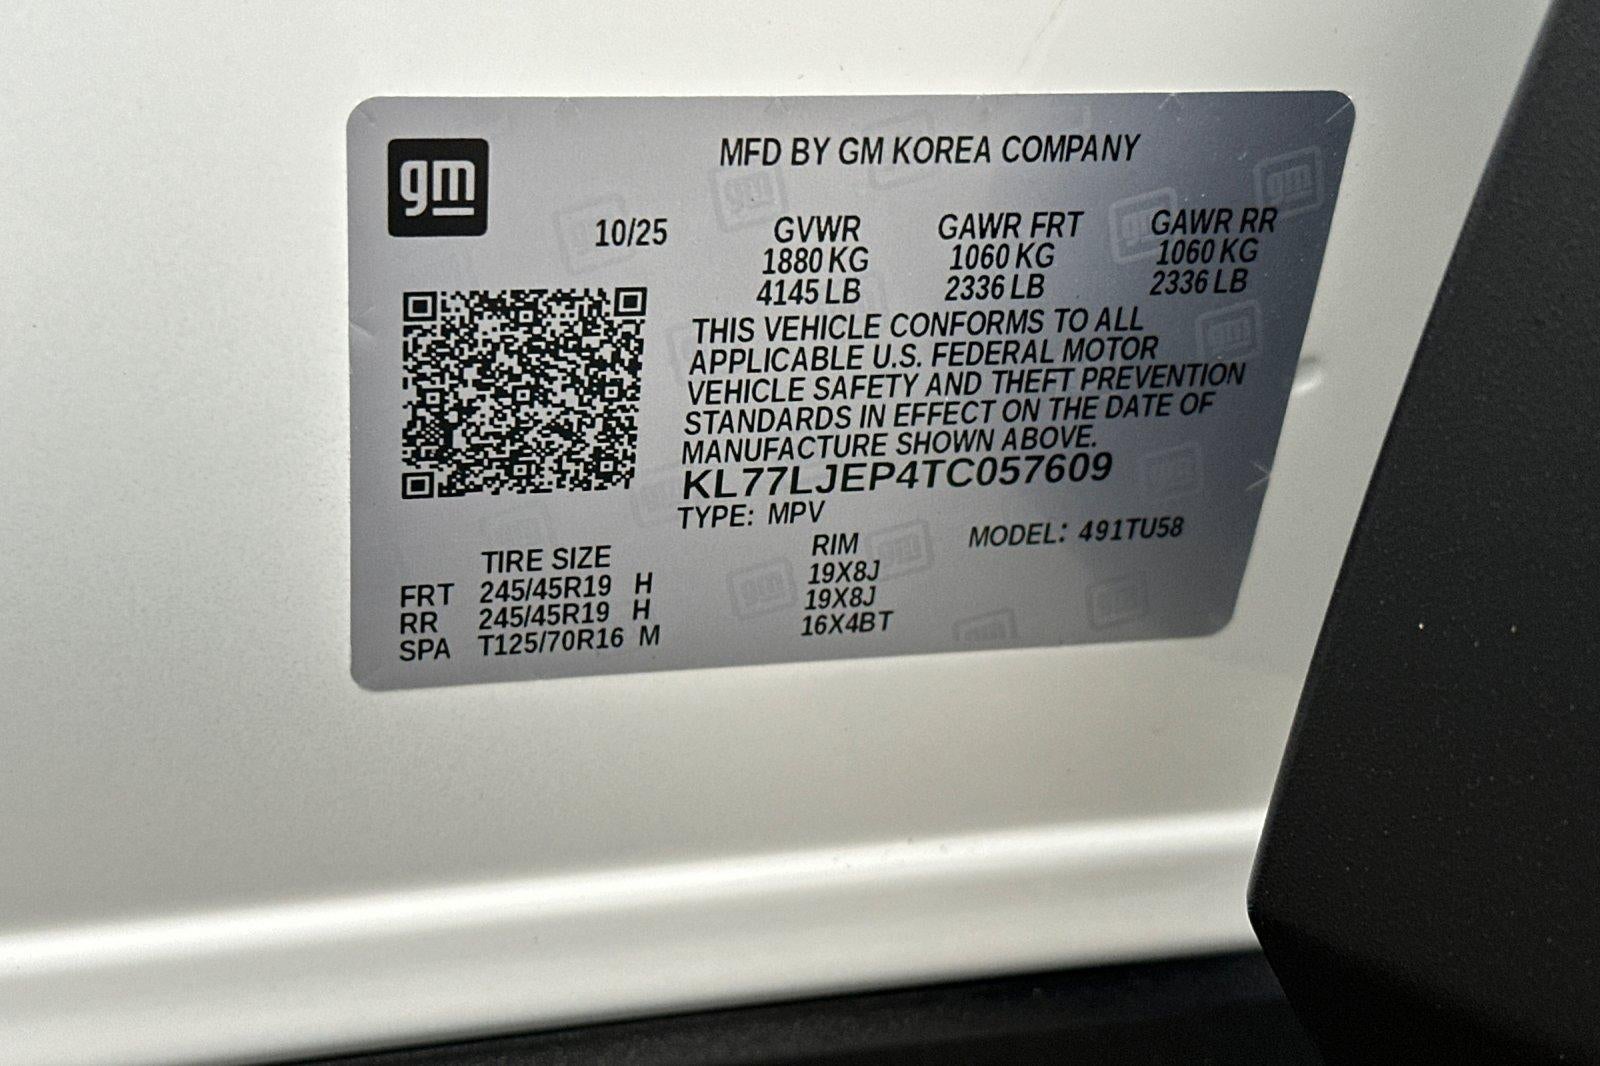 gm
MFD BY GM KOREA COMPANY
10/25 GVWR GAWR FRT GAWR RR
1880 KG 1060 KG 1060 KG
4145 LB 2336 LB 2336 LB
THIS VEHICLE CONFORMS TO ALL
APPLICABLE U.S. FEDERAL MOTOR
VEHICLE SAFETY AND THEFT PREVENTION
STANDARDS IN EFFECT ON THE DATE OF
MANUFACTURE SHOWN ABOVE.
KL77LJEP4TC057609
TYPE: MPV
MODEL: 491TU58
TIRE SIZE RIM
FRT 245/45R19 H 19X8J
RR 245/45R19 H 19X8J
SPA T125/70R16 M 16X4BT